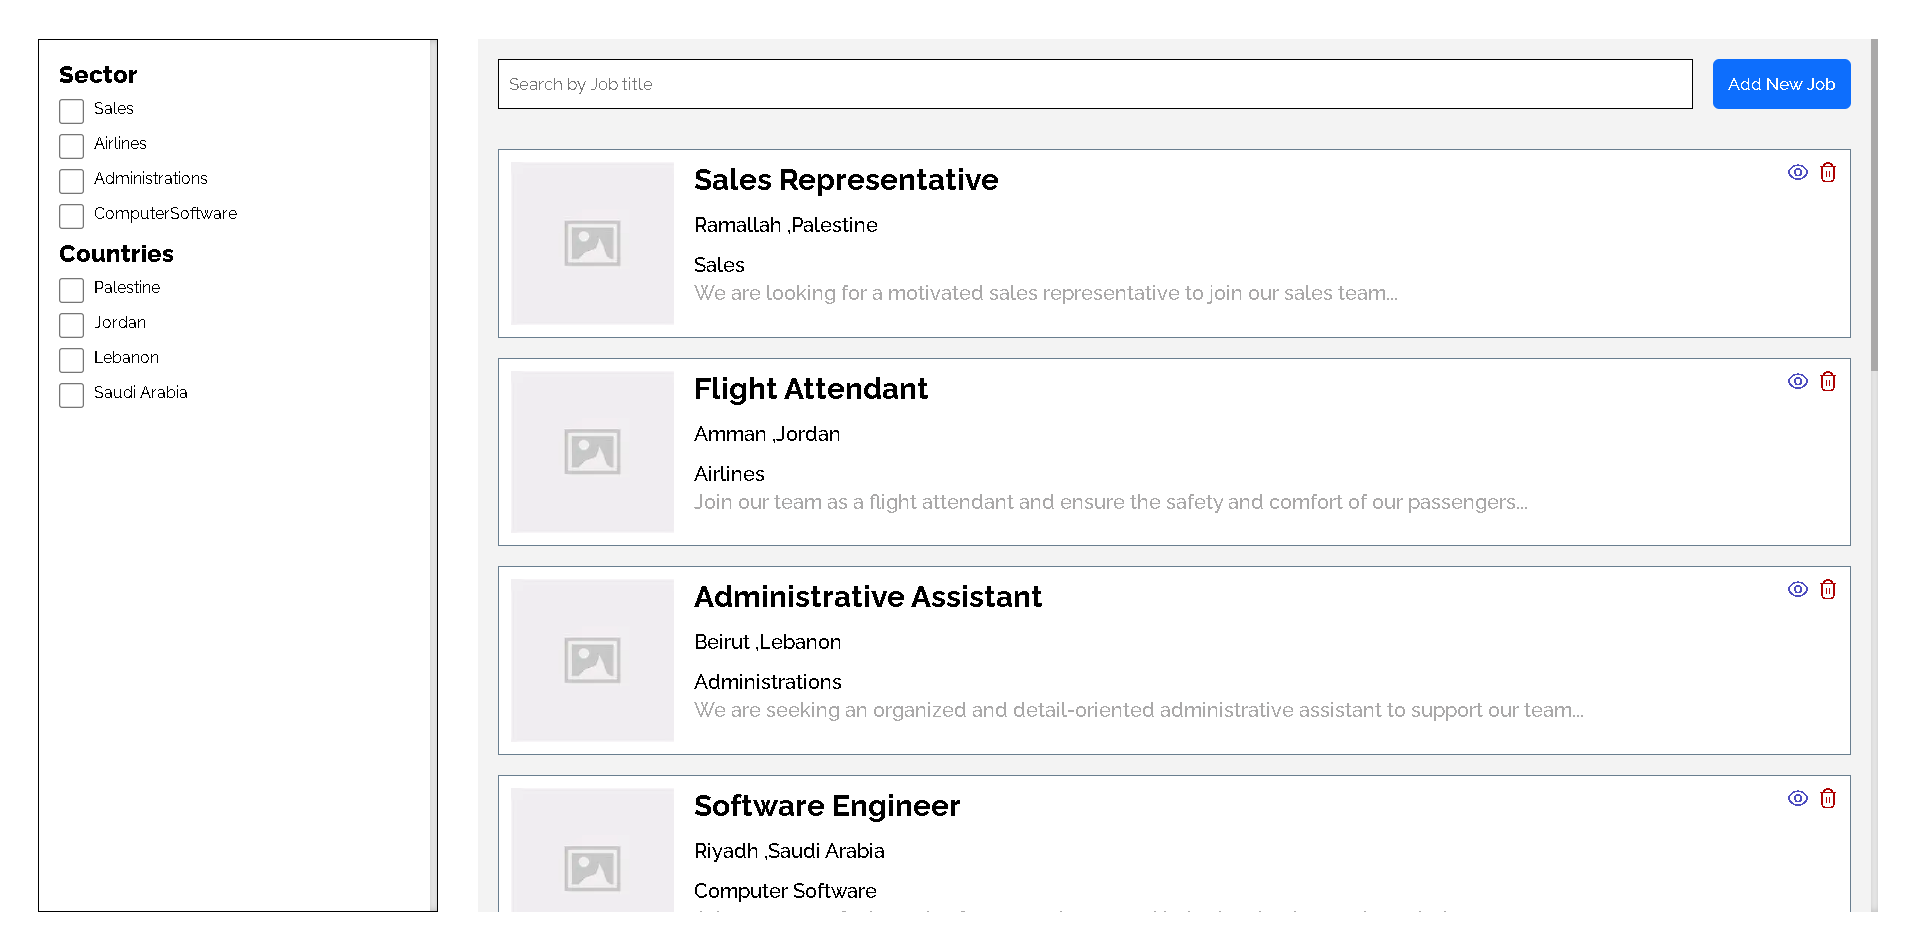 Sector
Sales
Airlines
Administrations
ComputerSoftware
Countries
Palestine
Jordan
Lebanon
Saudi Arabia
Search by Job title
Add New Job
Sales Representative
Ramallah ,Palestine
Sales
We are looking for a motivated sales representative to join our sales team...
Flight Attendant
Amman ,Jordan
Airlines
Join our team as a flight attendant and ensure the safety and comfort of our passengers...
Administrative Assistant
Beirut ,Lebanon
Administrations
We are seeking an organized and detail-oriented administrative assistant to support our team...
Software Engineer
Riyadh ,Saudi Arabia
Computer Software